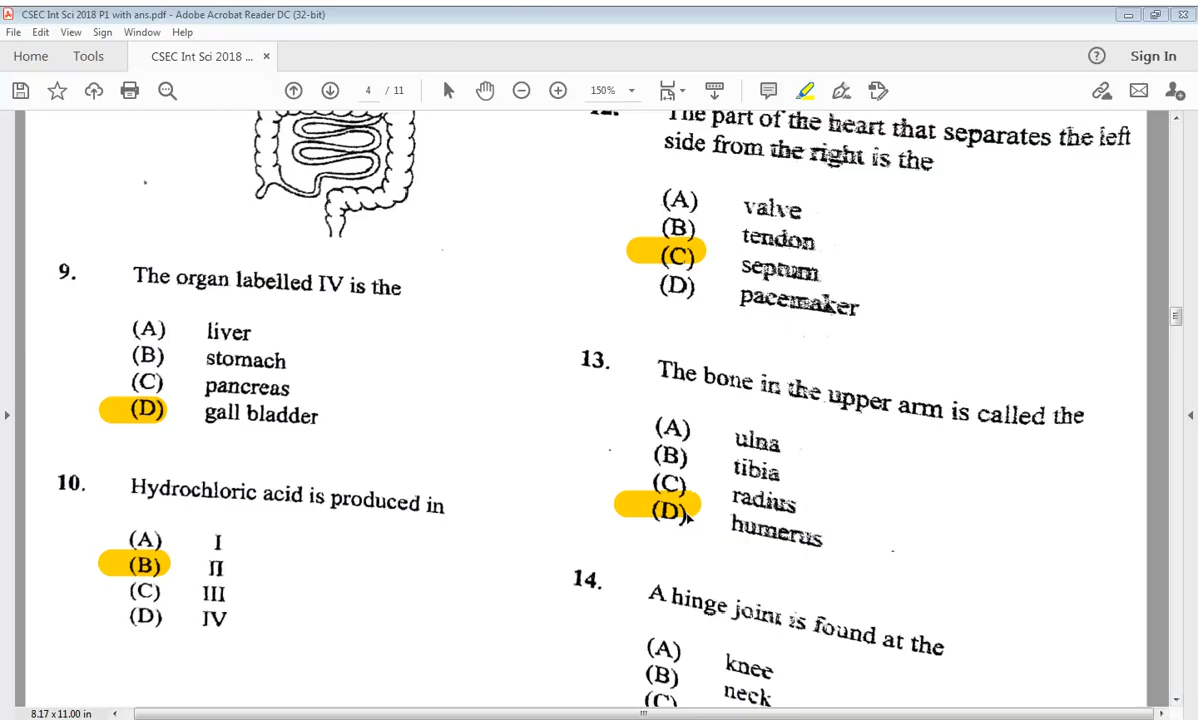 CSEC Int Sci 2018 P1 with ans.pdf - Adobe Acrobat Reader DC (32-bit)
File Edit View Sign Window Help
Home Tools CSEC Int Sci 2018 ... × Sign In
4 / 11 150%
9. The organ labelled IV is the
(A) liver
(B) stomach
(C) pancreas
(D) gall bladder
10. Hydrochloric acid is produced in
(A) I
(B) II
(C) III
(D) IV
12. The part of the heart that separates the left
side from the right is the
(A) valve
(B) tendon
(C) septum
(D) pacemaker
13. The bone in the upper arm is called the
(A) ulna
(B) tibia
(C) radius
(D) humerus
14. A hinge joint is found at the
(A) knee
(B) neck
(C)
8.17 x 11.00 in